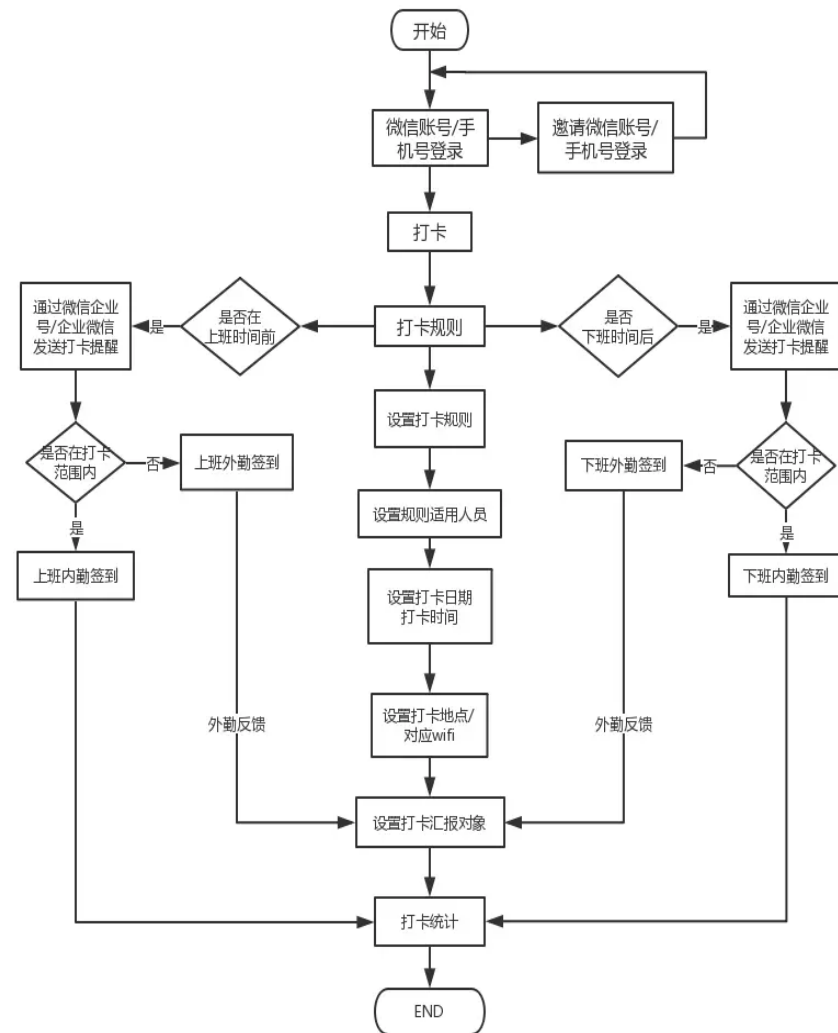 开始
微信账号/手
机号登录
邀请微信账号/
手机号登录
打卡
通过微信企业
号/企业微信
发送打卡提醒
是
是否在
上班时间前
打卡规则
是否
下班时间后
是
通过微信企业
号/企业微信
发送打卡提醒
设置打卡规则
是否在打卡
范围内
否
上班外勤签到
下班外勤签到
否
是否在打卡
范围内
设置规则适用人员
是
是
上班内勤签到
下班内勤签到
设置打卡日期
打卡时间
外勤反馈
设置打卡地点/
对应wifi
外勤反馈
设置打卡汇报对象
打卡统计
END